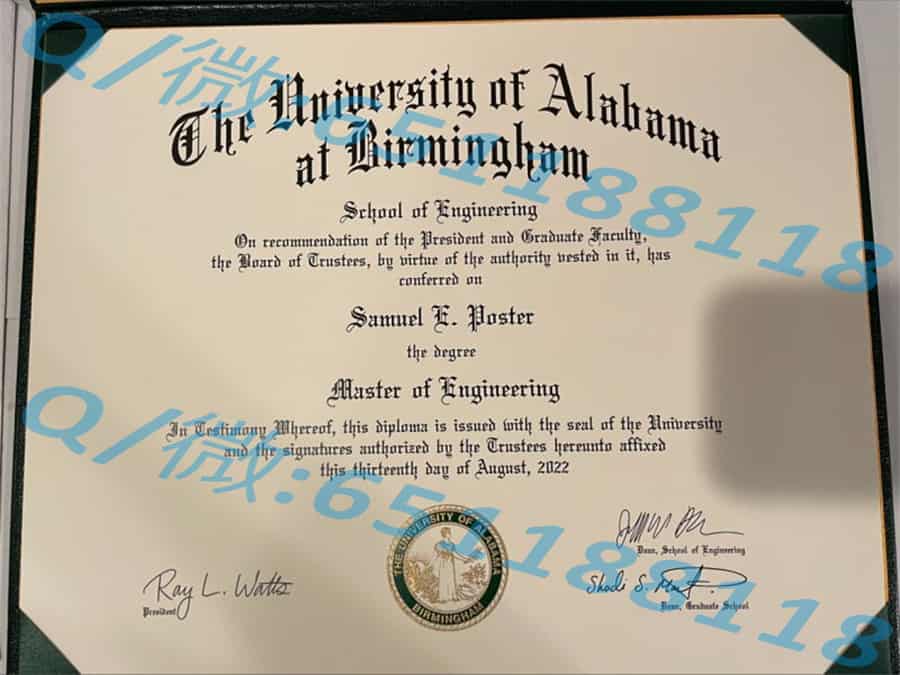 The University of Alabama
at Birmingham
School of Engineering
On recommendation of the President and Graduate Faculty,
the Board of Trustees, by virtue of the authority vested in it, has
conferred on
Samuel E. Poster
the degree
Master of Engineering
In Testimony Whereof, this diploma is issued with the seal of the University
and the signatures authorized by the Trustees hereunto affixed
this thirteenth day of August, 2022
Dean, School of Engineering
Ray L. Watts
President
Shadi S.
Dean, Graduate School
THE UNIVERSITY OF ALABAMA
BIRMINGHAM
Q/微:651188118
Q/微:651188118